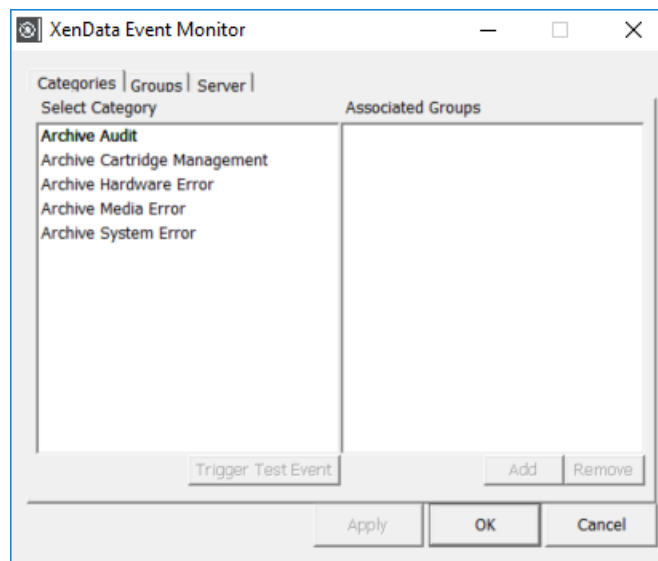 XenData Event Monitor
Categories Groups Server
Select Category Associated Groups
Archive Audit
Archive Cartridge Management
Archive Hardware Error
Archive Media Error
Archive System Error
Trigger Test Event Add Remove
Apply OK Cancel